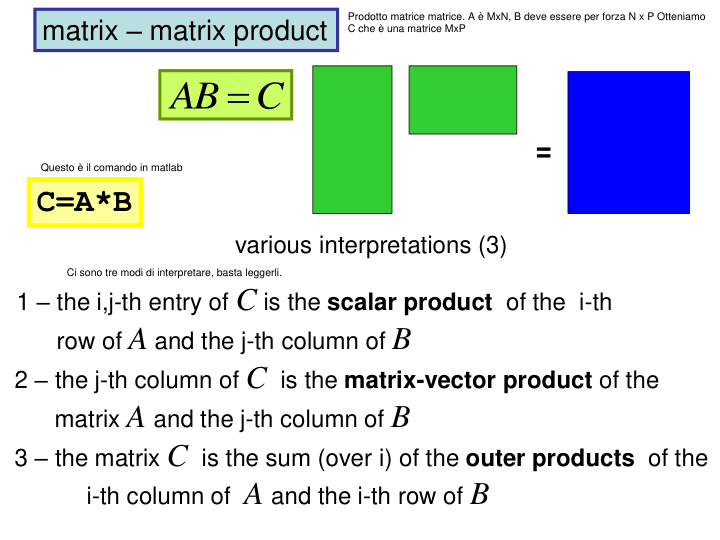 matrix – matrix product
Prodotto matrice matrice. A è MxN, B deve essere per forza N x P Otteniamo
C che è una matrice MxP
AB = C
=
Questo è il comando in matlab
C=A*B
various interpretations (3)
Ci sono tre modi di interpretare, basta leggerli.
1 – the i,j-th entry of C is the scalar product of the i-th
row of A and the j-th column of B
2 – the j-th column of C is the matrix-vector product of the
matrix A and the j-th column of B
3 – the matrix C is the sum (over i) of the outer products of the
i-th column of A and the i-th row of B